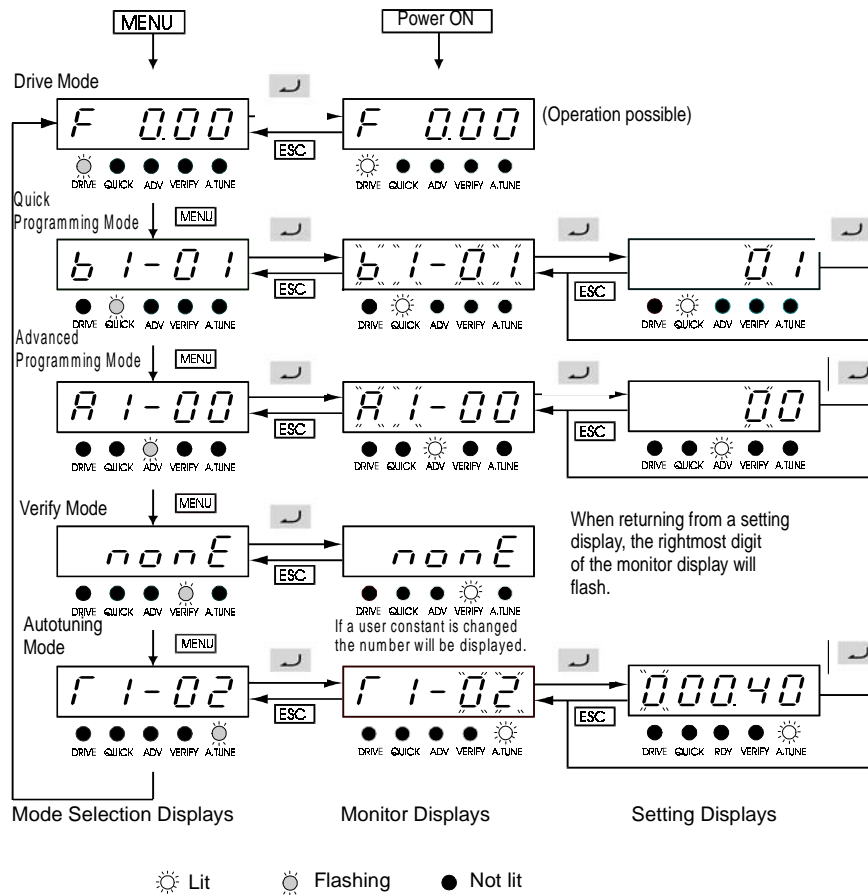 MENU
Power ON
Drive Mode
F 0.00
F 0.00
(Operation possible)
ESC
DRIVE QUICK ADV VERIFY A.TUNE
DRIVE QUICK ADV VERIFY A.TUNE
Quick
Programming Mode
MENU
b1-01
b1-01
01
ESC
ESC
DRIVE QUICK ADV VERIFY A.TUNE
DRIVE QUICK ADV VERIFY A.TUNE
DRIVE QUICK ADV VERIFY A.TUNE
Advanced
Programming Mode
MENU
A1-00
A1-00
00
ESC
ESC
DRIVE QUICK ADV VERIFY A.TUNE
DRIVE QUICK ADV VERIFY A.TUNE
DRIVE QUICK ADV VERIFY A.TUNE
Verify Mode
MENU
nonE
nonE
ESC
When returning from a setting
display, the rightmost digit
of the monitor display will
flash.
DRIVE QUICK ADV VERIFY A.TUNE
DRIVE QUICK ADV VERIFY A.TUNE
If a user constant is changed
the number will be displayed.
Autotuning
Mode
MENU
T1-02
T1-02
000.40
ESC
ESC
DRIVE QUICK ADV VERIFY A.TUNE
DRIVE QUICK ADV VERIFY A.TUNE
DRIVE QUICK RDY VERIFY A.TUNE
Mode Selection Displays
Monitor Displays
Setting Displays
Lit
Flashing
Not lit